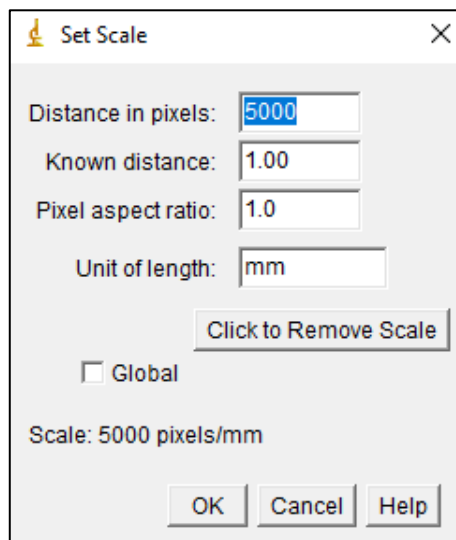 Set Scale
Distance in pixels: 5000
Known distance: 1.00
Pixel aspect ratio: 1.0
Unit of length: mm
Click to Remove Scale
Global
Scale: 5000 pixels/mm
OK Cancel Help